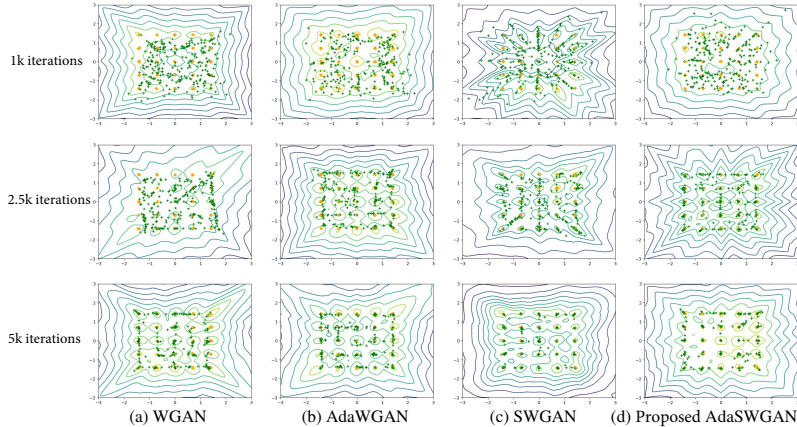 1k iterations
2.5k iterations
5k iterations
(a) WGAN
(b) AdaWGAN
(c) SWGAN
(d) Proposed AdaSWGAN